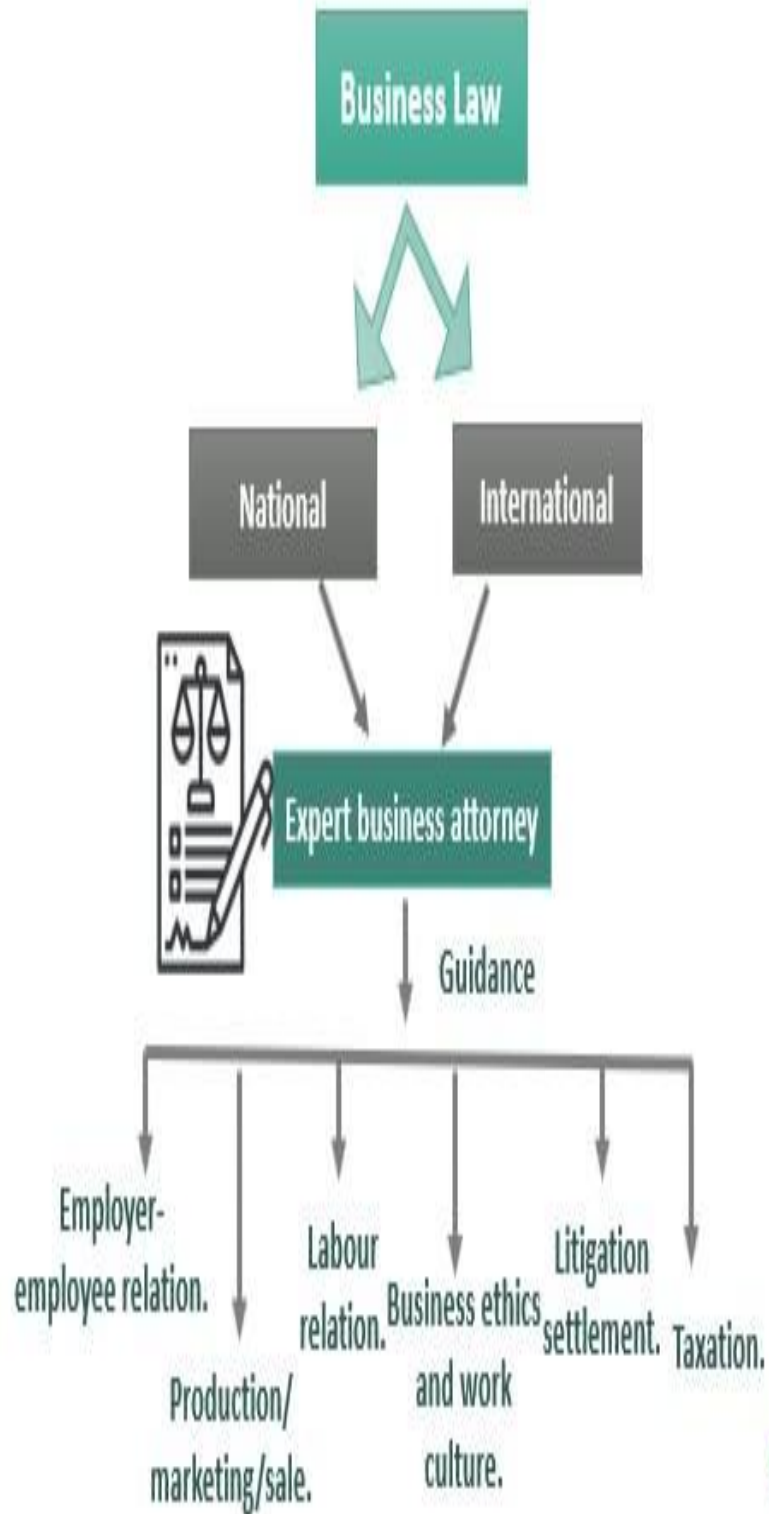 Business Law
National
International
Expert business attorney
Guidance
Employer-
employee relation.
Production/
marketing/sale.
Labour
relation.
Business ethics
and work
culture.
Litigation
settlement.
Taxation.